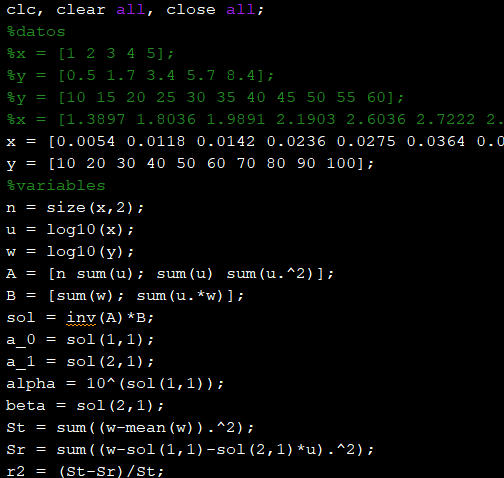 clc, clear all, close all;
%datos
%x = [1 2 3 4 5];
%y = [0.5 1.7 3.4 5.7 8.4];
%y = [10 15 20 25 30 35 40 45 50 55 60];
%x = [1.3897 1.8036 1.9891 2.1903 2.6036 2.7222 2.
x = [0.0054 0.0118 0.0142 0.0236 0.0275 0.0364 0.0
y = [10 20 30 40 50 60 70 80 90 100];
%variables
n = size(x,2);
u = log10(x);
w = log10(y);
A = [n sum(u); sum(u) sum(u.^2)];
B = [sum(w); sum(u.*w)];
sol = inv(A)*B;
a_0 = sol(1,1);
a_1 = sol(2,1);
alpha = 10^(sol(1,1));
beta = sol(2,1);
St = sum((w-mean(w)).^2);
Sr = sum((w-sol(1,1)-sol(2,1)*u).^2);
r2 = (St-Sr)/St;